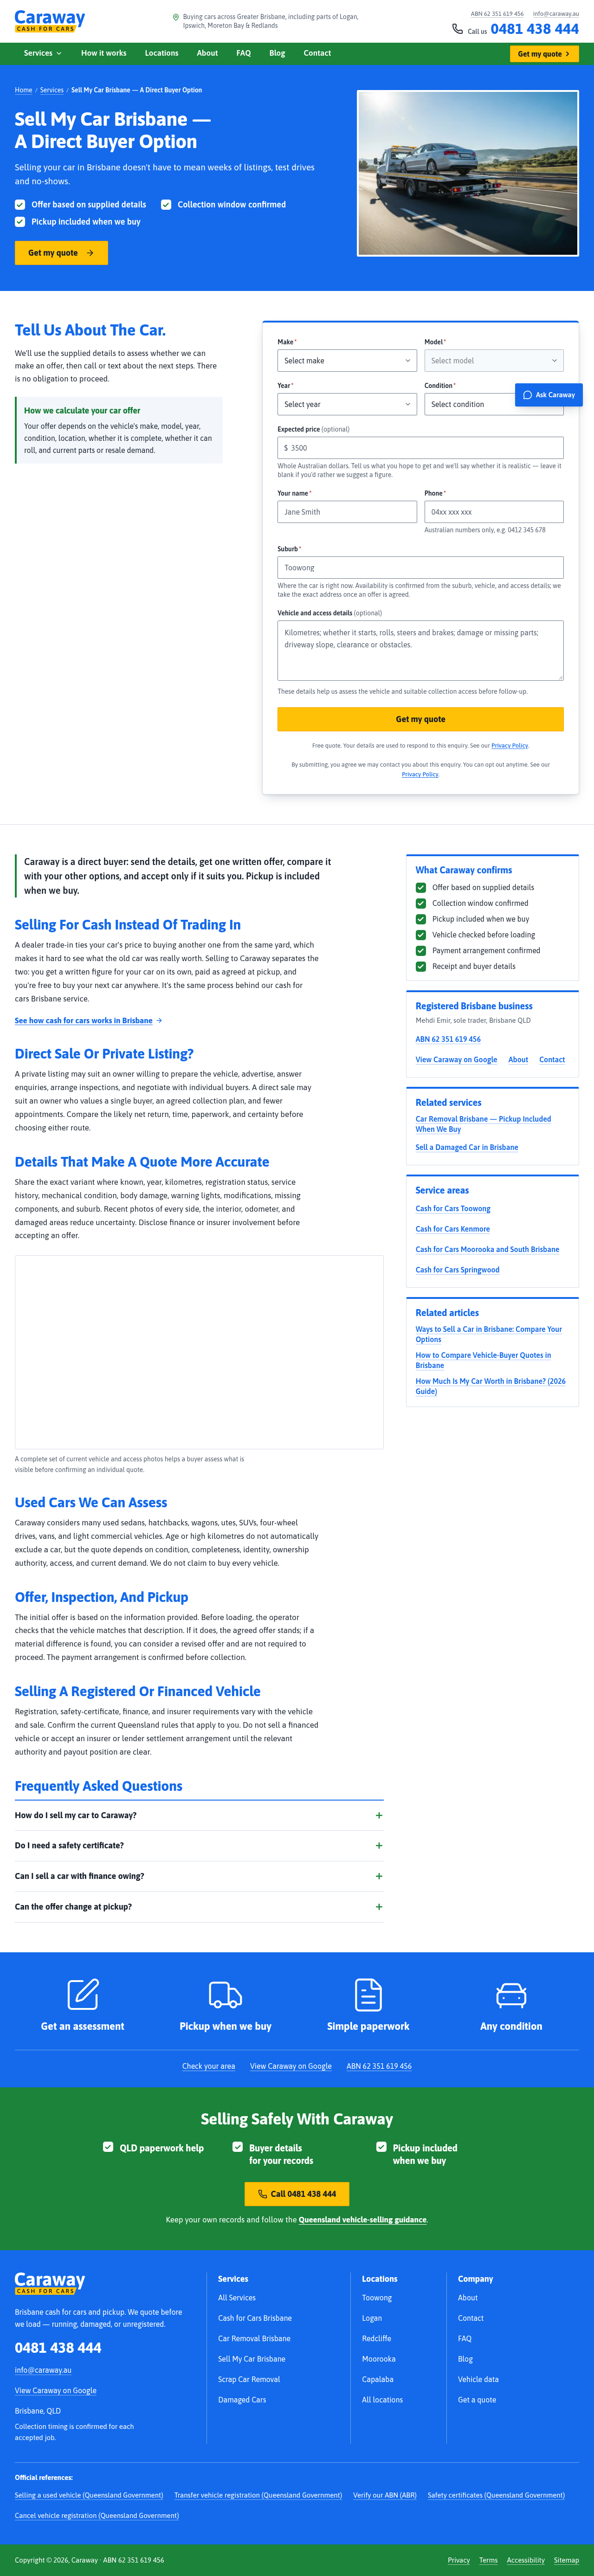 Caraway
CASH FOR CARS
Buying cars across Greater Brisbane, including parts of Logan,
Ipswich, Moreton Bay & Redlands
ABN 62 351 619 456 info@caraway.au
Call us 0481 438 444
Services How it works Locations About FAQ Blog Contact
Get my quote
Home / Services / Sell My Car Brisbane — A Direct Buyer Option
Sell My Car Brisbane —
A Direct Buyer Option
Selling your car in Brisbane doesn't have to mean weeks of listings, test drives
and no-shows.
Offer based on supplied details Collection window confirmed
Pickup included when we buy
Get my quote
Tell Us About The Car.
We'll use the supplied details to assess whether we can
make an offer, then call or text about the next steps. There
is no obligation to proceed.
How we calculate your car offer
Your offer depends on the vehicle's make, model, year,
condition, location, whether it is complete, whether it can
roll, and current parts or resale demand.
Make * Model *
Select make Select model
Year * Condition *
Select year Select condition
Ask Caraway
Expected price (optional)
$ 3500
Whole Australian dollars. Tell us what you hope to get and we'll say whether it is realistic — leave it
blank if you'd rather we suggest a figure.
Your name * Phone *
Jane Smith 04xx xxx xxx
Australian numbers only, e.g. 0412 345 678
Suburb *
Toowong
Where the car is right now. Availability is confirmed from the suburb, vehicle, and access details; we
take the exact address once an offer is agreed.
Vehicle and access details (optional)
Kilometres; whether it starts, rolls, steers and brakes; damage or missing parts;
driveway slope, clearance or obstacles.
These details help us assess the vehicle and suitable collection access before follow-up.
Get my quote
Free quote. Your details are used to respond to this enquiry. See our Privacy Policy.
By submitting, you agree we may contact you about this enquiry. You can opt out anytime. See our
Privacy Policy.
Caraway is a direct buyer: send the details, get one written offer, compare it
with your other options, and accept only if it suits you. Pickup is included
when we buy.
Selling For Cash Instead Of Trading In
A dealer trade-in ties your car's price to buying another one from the same yard, which
makes it hard to see what the old car was really worth. Selling to Caraway separates the
two: you get a written figure for your car on its own, paid as agreed at pickup, and
you're free to buy your next car anywhere. It's the same process behind our cash for
cars Brisbane service.
See how cash for cars works in Brisbane
Direct Sale Or Private Listing?
A private listing may suit an owner willing to prepare the vehicle, advertise, answer
enquiries, arrange inspections, and negotiate with individual buyers. A direct sale may
suit an owner who values a single buyer, an agreed collection plan, and fewer
appointments. Compare the likely net return, time, paperwork, and certainty before
choosing either route.
Details That Make A Quote More Accurate
Share the exact variant where known, year, kilometres, registration status, service
history, mechanical condition, body damage, warning lights, modifications, missing
components, and suburb. Recent photos of every side, the interior, odometer, and
damaged areas reduce uncertainty. Disclose finance or insurer involvement before
accepting an offer.
A complete set of current vehicle and access photos helps a buyer assess what is
visible before confirming an individual quote.
Used Cars We Can Assess
Caraway considers many used sedans, hatchbacks, wagons, utes, SUVs, four-wheel
drives, vans, and light commercial vehicles. Age or high kilometres do not automatically
exclude a car, but the quote depends on condition, completeness, identity, ownership
authority, access, and current demand. We do not claim to buy every vehicle.
Offer, Inspection, And Pickup
The initial offer is based on the information provided. Before loading, the operator
checks that the vehicle matches that description. If it does, the agreed offer stands; if a
material difference is found, you can consider a revised offer and are not required to
proceed. The payment arrangement is confirmed before collection.
Selling A Registered Or Financed Vehicle
Registration, safety-certificate, finance, and insurer requirements vary with the vehicle
and sale. Confirm the current Queensland rules that apply to you. Do not sell a financed
vehicle or accept an insurer or lender settlement arrangement until the relevant
authority and payout position are clear.
Frequently Asked Questions
How do I sell my car to Caraway?
Do I need a safety certificate?
Can I sell a car with finance owing?
Can the offer change at pickup?
What Caraway confirms
Offer based on supplied details
Collection window confirmed
Pickup included when we buy
Vehicle checked before loading
Payment arrangement confirmed
Receipt and buyer details
Registered Brisbane business
Mehdi Emir, sole trader, Brisbane QLD
ABN 62 351 619 456
View Caraway on Google About Contact
Related services
Car Removal Brisbane — Pickup Included
When We Buy
Sell a Damaged Car in Brisbane
Service areas
Cash for Cars Toowong
Cash for Cars Kenmore
Cash for Cars Moorooka and South Brisbane
Cash for Cars Springwood
Related articles
Ways to Sell a Car in Brisbane: Compare Your
Options
How to Compare Vehicle-Buyer Quotes in
Brisbane
How Much Is My Car Worth in Brisbane? (2026
Guide)
Get an assessment Pickup when we buy Simple paperwork Any condition
Check your area View Caraway on Google ABN 62 351 619 456
Selling Safely With Caraway
QLD paperwork help
Buyer details
for your records
Pickup included
when we buy
Call 0481 438 444
Keep your own records and follow the Queensland vehicle-selling guidance.
Caraway
CASH FOR CARS
Brisbane cash for cars and pickup. We quote before
we load — running, damaged, or unregistered.
0481 438 444
info@caraway.au
View Caraway on Google
Brisbane, QLD
Collection timing is confirmed for each
accepted job.
Services
All Services
Cash for Cars Brisbane
Car Removal Brisbane
Sell My Car Brisbane
Scrap Car Removal
Damaged Cars
Locations
Toowong
Logan
Redcliffe
Moorooka
Capalaba
All locations
Company
About
Contact
FAQ
Blog
Vehicle data
Get a quote
Official references:
Selling a used vehicle (Queensland Government) Transfer vehicle registration (Queensland Government) Verify our ABN (ABR) Safety certificates (Queensland Government)
Cancel vehicle registration (Queensland Government)
Copyright © 2026, Caraway · ABN 62 351 619 456
Privacy Terms Accessibility Sitemap